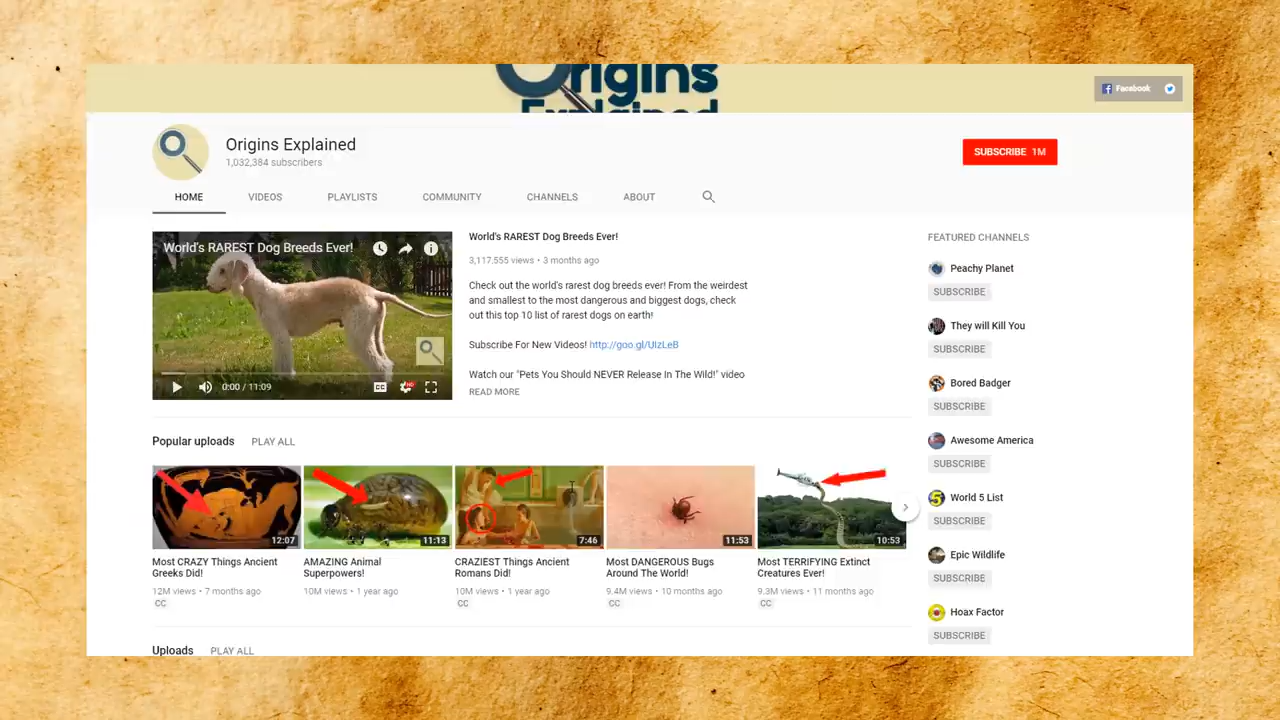 Origins
Explained
Facebook
Origins Explained
1,032,384 subscribers
SUBSCRIBE 1M
HOME
VIDEOS
PLAYLISTS
COMMUNITY
CHANNELS
ABOUT
World's RAREST Dog Breeds Ever!
0:00 / 11:09
CC
HD
World's RAREST Dog Breeds Ever!
3,117,555 views • 3 months ago
Check out the world's rarest dog breeds ever! From the weirdest
and smallest to the most dangerous and biggest dogs, check
out this top 10 list of rarest dogs on earth!
Subscribe For New Videos! http://goo.gl/UIzLeB
Watch our "Pets You Should NEVER Release In The Wild!" video
READ MORE
Popular uploads PLAY ALL
12:07
Most CRAZY Things Ancient
Greeks Did!
12M views • 7 months ago
CC
11:13
AMAZING Animal
Superpowers!
10M views • 1 year ago
7:46
CRAZIEST Things Ancient
Romans Did!
10M views • 1 year ago
CC
11:53
Most DANGEROUS Bugs
Around The World!
9.4M views • 10 months ago
CC
10:53
Most TERRIFYING Extinct
Creatures Ever!
9.3M views • 11 months ago
CC
Uploads PLAY ALL
FEATURED CHANNELS
Peachy Planet
SUBSCRIBE
They will Kill You
SUBSCRIBE
Bored Badger
SUBSCRIBE
Awesome America
SUBSCRIBE
5
World 5 List
SUBSCRIBE
Epic Wildlife
SUBSCRIBE
Hoax Factor
SUBSCRIBE